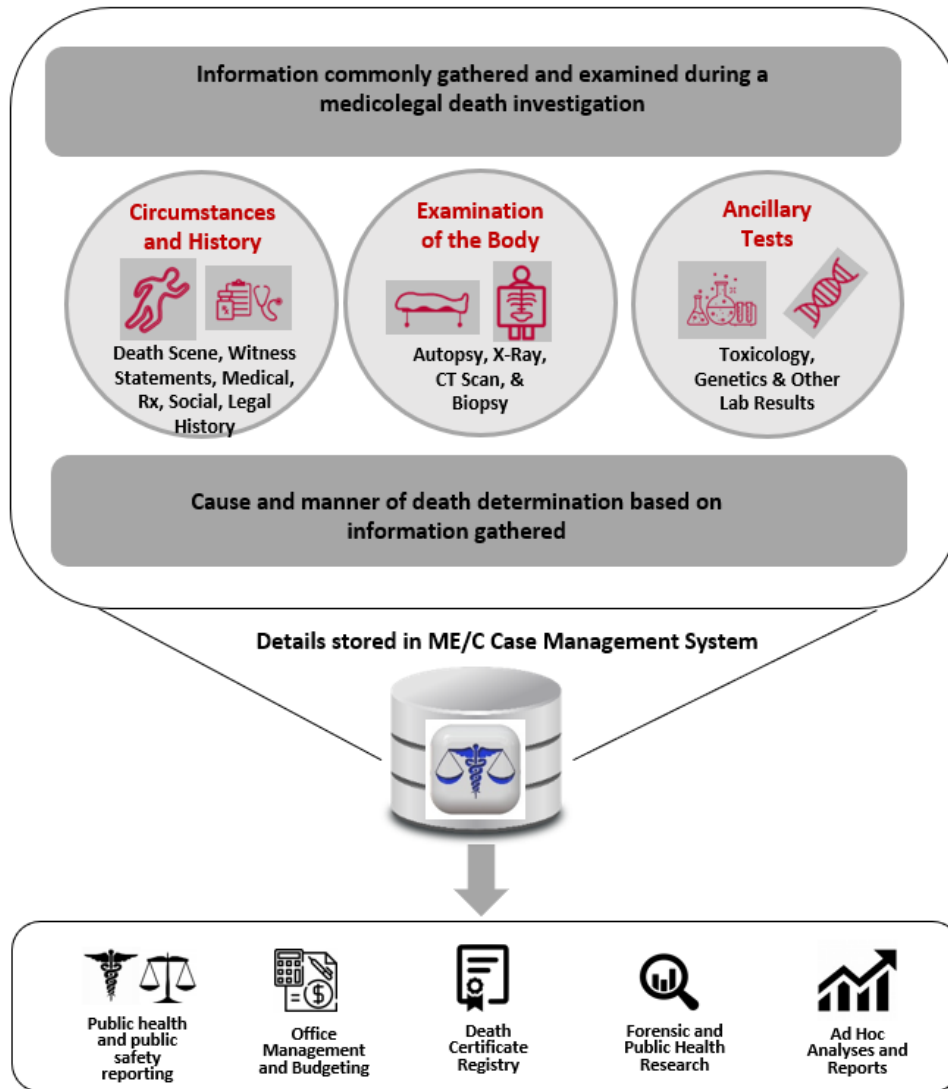 Information commonly gathered and examined during a
medicolegal death investigation
Circumstances
and History
Death Scene, Witness
Statements, Medical,
Rx, Social, Legal
History
Examination
of the Body
Autopsy, X-Ray,
CT Scan, &
Biopsy
Ancillary
Tests
Toxicology,
Genetics & Other
Lab Results
Cause and manner of death determination based on
information gathered
Details stored in ME/C Case Management System
Public health
and public
safety
reporting
Office
Management
and Budgeting
Death
Certificate
Registry
Forensic and
Public Health
Research
Ad Hoc
Analyses and
Reports